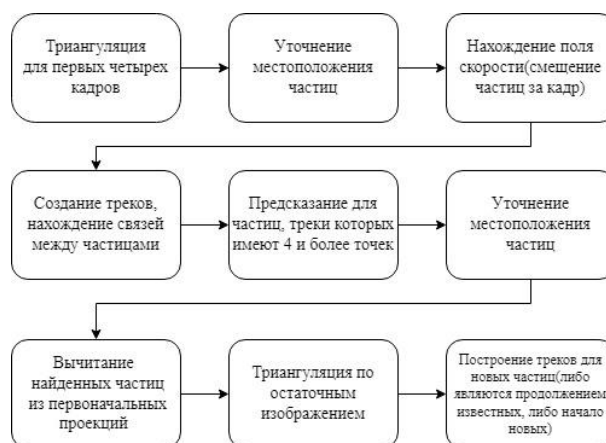 Триангуляция
для первых четырех
кадров
Уточнение
местоположения
частиц
Нахождение поля
скорости(смещение
частиц за кадр)
Создание треков,
нахождение связей
между частицами
Предсказание для
частиц, треки которых
имеют 4 и более точек
Уточнение
местоположения
частиц
Вычитание
найденных частиц
из первоначальных
проекций
Триангуляция по
остаточным
изображением
Построение треков для
новых частиц(либо
являются продолжением
известных, либо начало
новых)